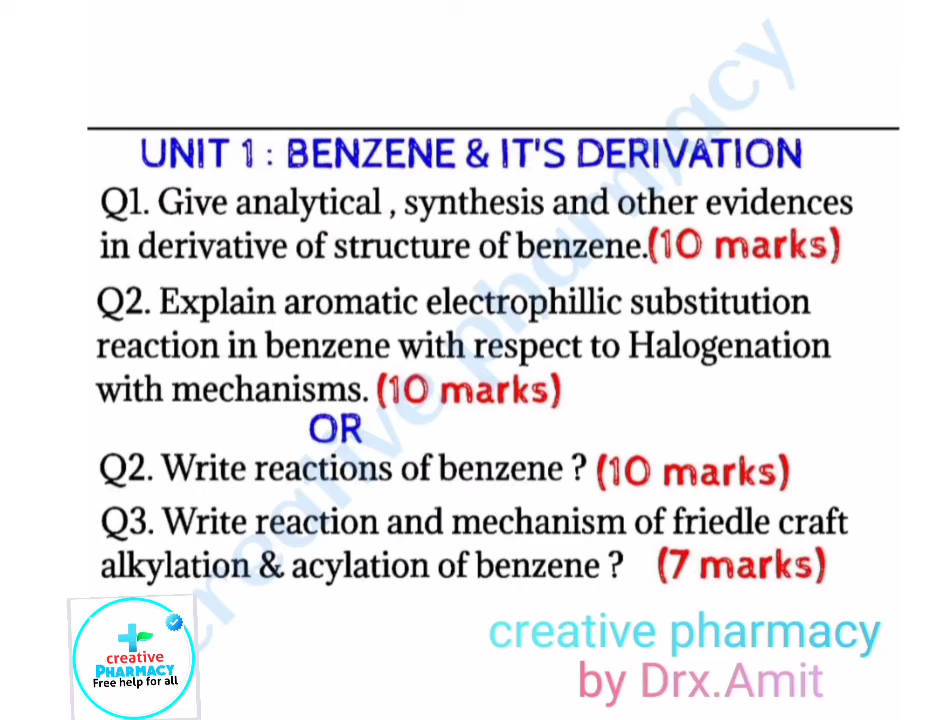 UNIT 1 : BENZENE & IT'S DERIVATION
Q1. Give analytical , synthesis and other evidences
in derivative of structure of benzene.(10 marks)
Q2. Explain aromatic electrophillic substitution
reaction in benzene with respect to Halogenation
with mechanisms. (10 marks)
OR
Q2. Write reactions of benzene ? (10 marks)
Q3. Write reaction and mechanism of friedle craft
alkylation & acylation of benzene ? (7 marks)
creative pharmacy
by Drx.Amit
creative
PHARMACY
Free help for all
creative pharmacy